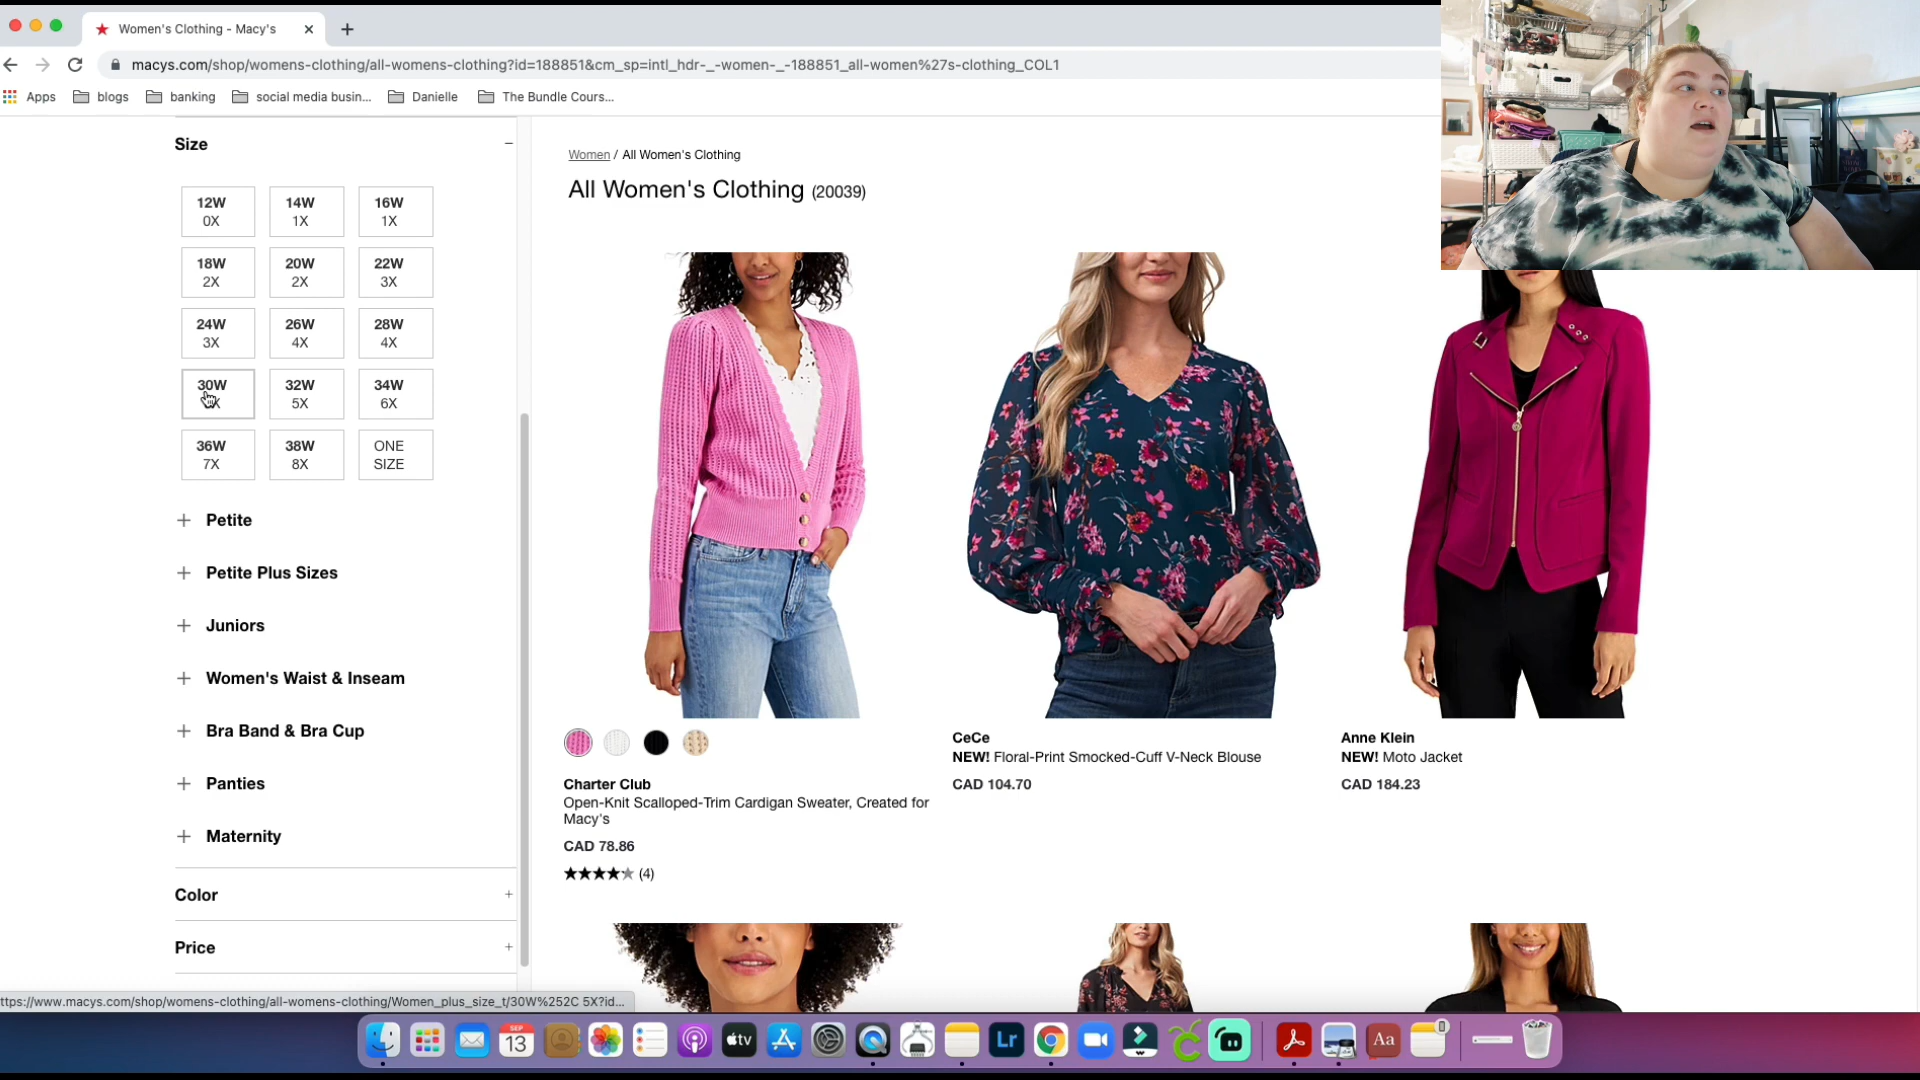 Women's Clothing - Macy's
macys.com/shop/womens-clothing/all-womens-clothing?id=188851&cm_sp=intl_hdr-_-women-_-188851_all-women%27s-clothing_COL1
Apps blogs banking social media busin... Danielle The Bundle Cours...
Size
12W 14W 16W
0X 1X 1X
18W 20W 22W
2X 2X 3X
24W 26W 28W
3X 4X 4X
30W 32W 34W
X 5X 6X
36W 38W ONE
7X 8X SIZE
Petite
Petite Plus Sizes
Juniors
Women's Waist & Inseam
Bra Band & Bra Cup
Panties
Maternity
Color
Price
Women / All Women's Clothing
All Women's Clothing (20039)
Charter Club
Open-Knit Scalloped-Trim Cardigan Sweater, Created for
Macy's
CAD 78.86
(4)
CeCe
NEW! Floral-Print Smocked-Cuff V-Neck Blouse
CAD 104.70
Anne Klein
NEW! Moto Jacket
CAD 184.23
ttps://www.macys.com/shop/womens-clothing/all-womens-clothing/Women_plus_size_t/30W%252C 5X?id...
SEP
13
tv
Lr
Aa